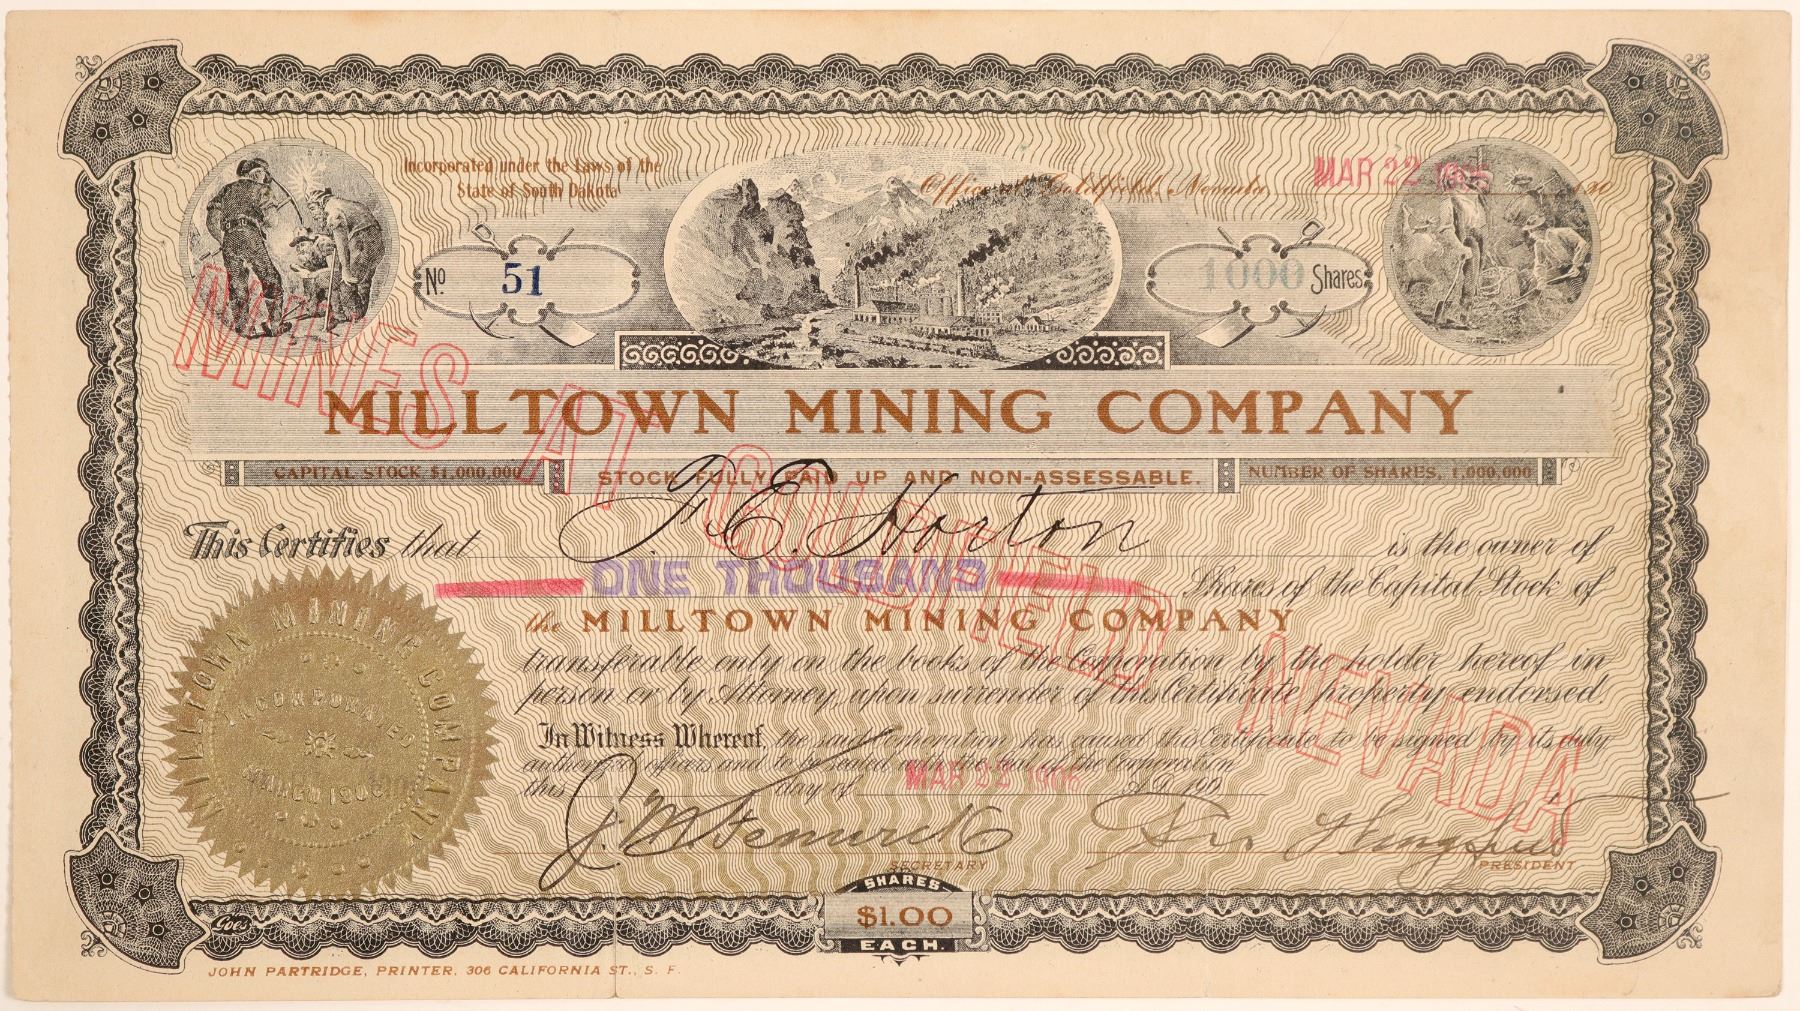 Incorporated under the Laws of the
State of South Dakota
Office at Goldfield, Nevada, MAR 22 1906 190
No. 51
1000 Shares
MILLTOWN MINING COMPANY
CAPITAL STOCK $1,000,000
STOCK FULLY PAID UP AND NON-ASSESSABLE.
NUMBER OF SHARES, 1,000,000
MINES AT GOLDFIELD NEVADA
This Certifies that F. E. Horton is the owner of
ONE THOUSAND Shares of the Capital Stock of
the MILLTOWN MINING COMPANY
transferable only on the books of the Corporation by the holder hereof in
person or by Attorney, upon surrender of this Certificate properly endorsed.
In Witness Whereof, the said Corporation has caused this Certificate to be signed by its duly
authorized officers and to be sealed with the Seal of the Corporation
this day of MAR 22 1906 A.D. 190
MILLTOWN MINING COMPANY
INCORPORATED
MARCH 1906
SECRETARY
PRESIDENT
SHARES
$1.00
EACH.
Goes
JOHN PARTRIDGE, PRINTER. 306 CALIFORNIA ST., S. F.